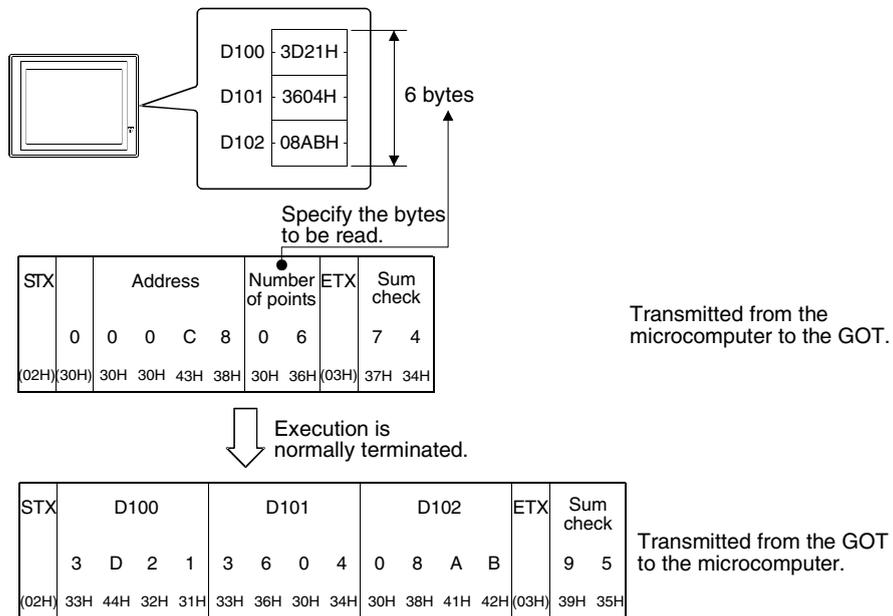 D100 3D21H
D101 3604H
6 bytes
D102 08ABH
Specify the bytes
to be read.
STX Address Number of points ETX Sum check
0 0 0 C 8 0 6 7 4
(02H) (30H) 30H 30H 43H 38H 30H 36H (03H) 37H 34H
Transmitted from the
microcomputer to the GOT.
Execution is
normally terminated.
STX D100 D101 D102 ETX Sum check
3 D 2 1 3 6 0 4 0 8 A B 9 5
(02H) 33H 44H 32H 31H 33H 36H 30H 34H 30H 38H 41H 42H (03H) 39H 35H
Transmitted from the GOT
to the microcomputer.